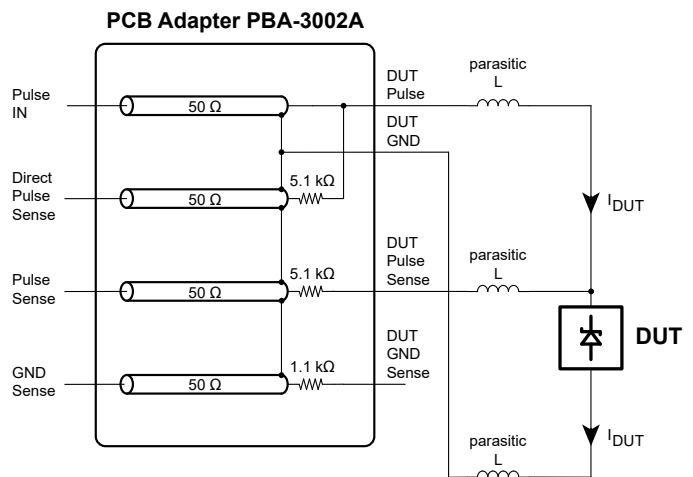 PCB Adapter PBA-3002A
Pulse
IN
50 Ω
DUT
Pulse
parasitic
L
DUT
GND
Direct
Pulse
Sense
50 Ω
5.1 kΩ
I_DUT
Pulse
Sense
50 Ω
5.1 kΩ
DUT
Pulse
Sense
parasitic
L
DUT
GND
Sense
50 Ω
1.1 kΩ
DUT
GND
Sense
I_DUT
parasitic
L